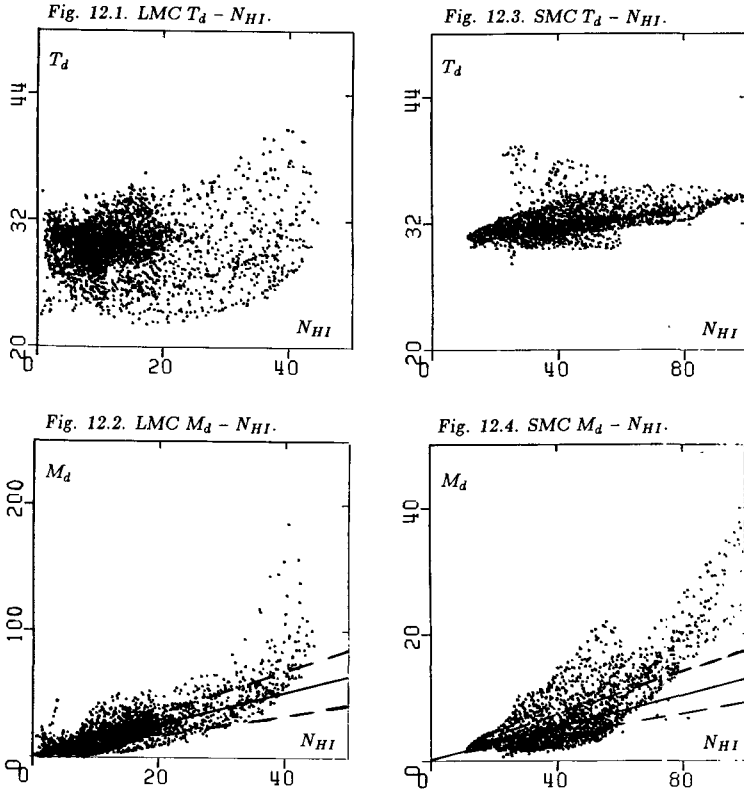 Fig. 12.1. LMC T_d – N_HI.
T_d
44
32
20
N_HI
0 20 40
Fig. 12.3. SMC T_d – N_HI.
T_d
44
32
20
N_HI
0 40 80
Fig. 12.2. LMC M_d – N_HI.
M_d
200
100
0
N_HI
0 20 40
Fig. 12.4. SMC M_d – N_HI.
M_d
40
20
0
N_HI
0 40 80